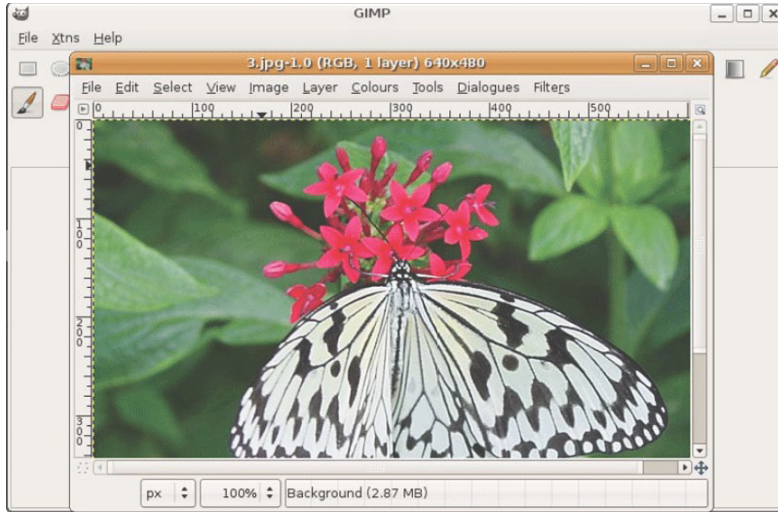 GIMP
File Xtns Help
3.jpg-1.0 (RGB, 1 layer) 640x480
File Edit Select View Image Layer Colours Tools Dialogues Filters
0 100 200 300 400 500
0
100
200
300
px 100% Background (2.87 MB)